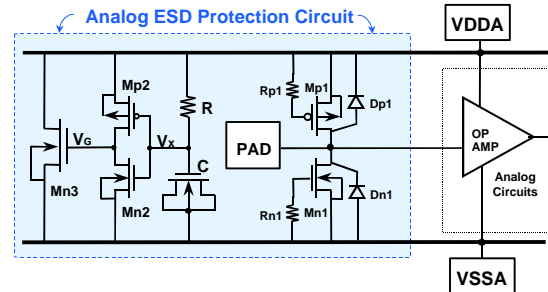 Analog ESD Protection Circuit
VDDA
Mp2
Rp1
Mp1
Dp1
R
VG
VX
PAD
OP
AMP
C
Mn3
Mn2
Rn1
Mn1
Dn1
Analog
Circuits
VSSA